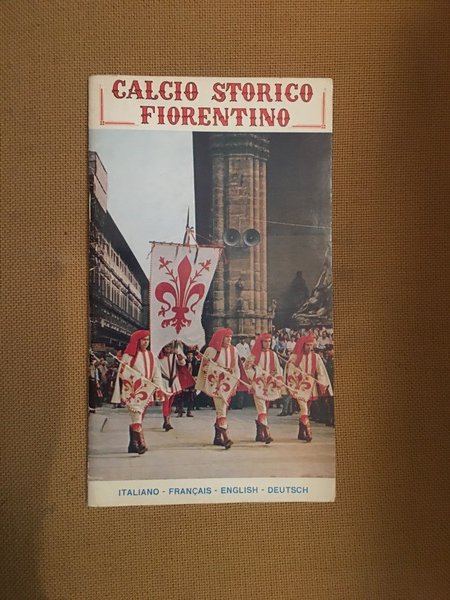 CALCIO STORICO
FIORENTINO
ITALIANO - FRANÇAIS - ENGLISH - DEUTSCH